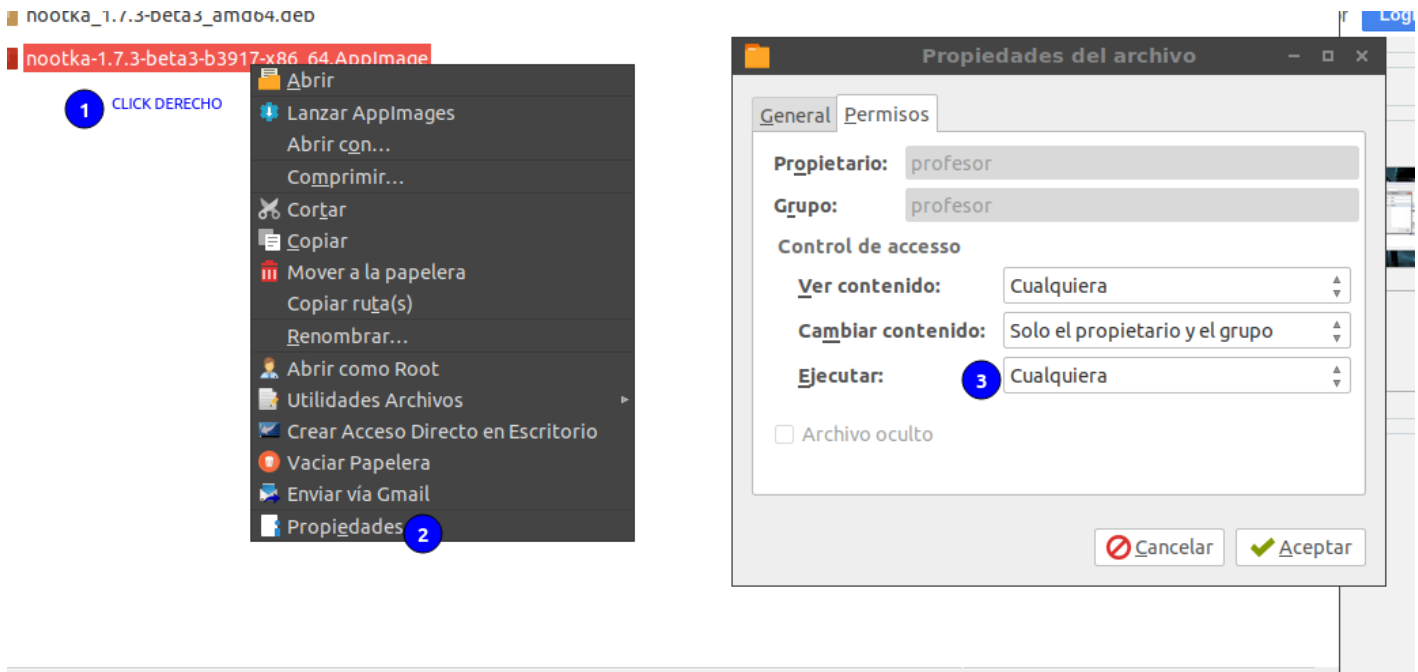 nootka_1.7.3-beta3_amd64.deb
nootka-1.7.3-beta3-b3917-x86_64.AppImage
1 CLICK DERECHO
Abrir
Lanzar AppImages
Abrir con...
Comprimir...
Cortar
Copiar
Mover a la papelera
Copiar ruta(s)
Renombrar...
Abrir como Root
Utilidades Archivos
Crear Acceso Directo en Escritorio
Vaciar Papelera
Enviar vía Gmail
Propiedades 2
Propiedades del archivo
General Permisos
Propietario: profesor
Grupo: profesor
Control de accesso
Ver contenido: Cualquiera
Cambiar contenido: Solo el propietario y el grupo
Ejecutar: 3 Cualquiera
Archivo oculto
Cancelar Aceptar